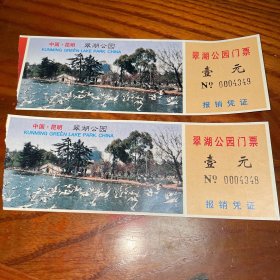 中国·昆明 翠湖公园
KUNMING GREEN LAKE PARK CHINA
翠湖公园门票
壹元
№ 0004349
报销凭证
中国·昆明 翠湖公园
KUNMING GREEN LAKE PARK CHINA
翠湖公园门票
壹元
№ 0004348
报销凭证